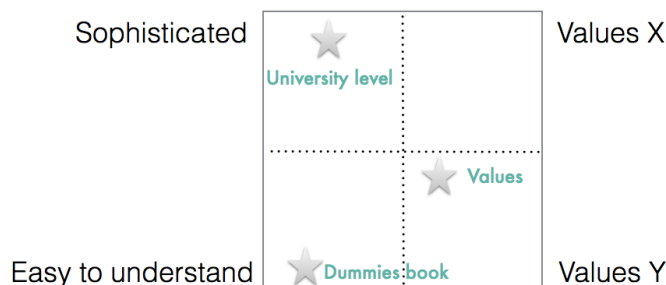 Sophisticated
Values X
University level
Values
Easy to understand
Dummies book
Values Y